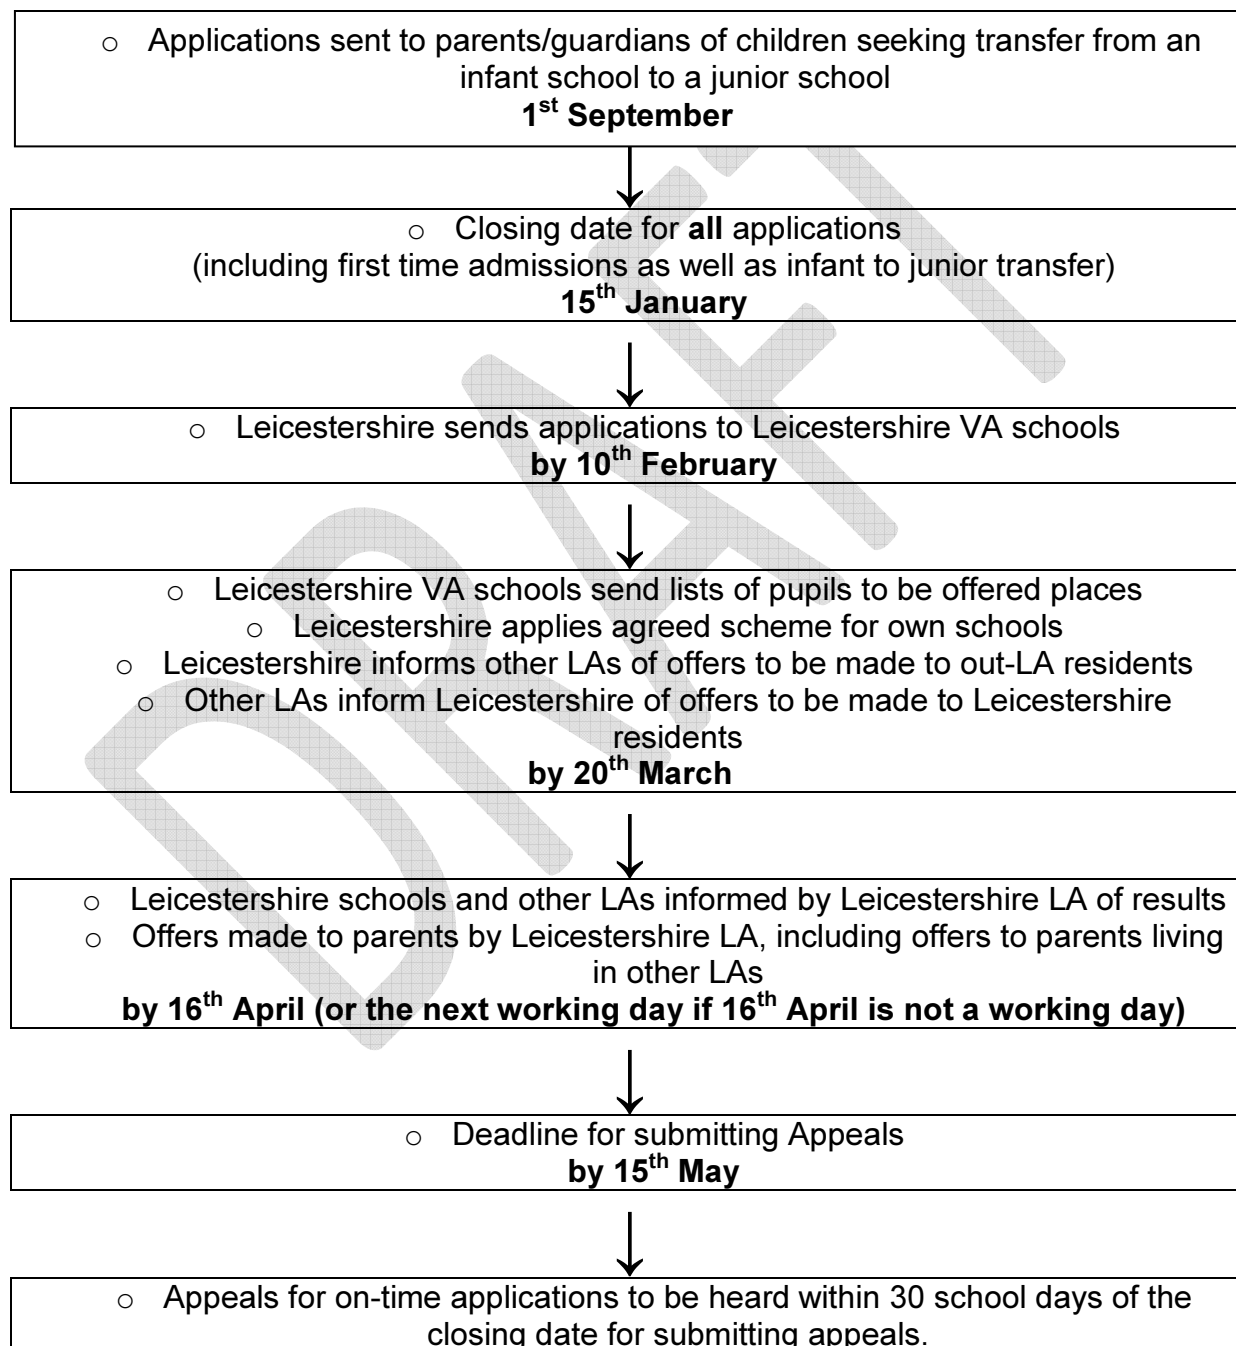 ○ Applications sent to parents/guardians of children seeking transfer from an
infant school to a junior school
1st September
○ Closing date for all applications
(including first time admissions as well as infant to junior transfer)
15th January
○ Leicestershire sends applications to Leicestershire VA schools
by 10th February
○ Leicestershire VA schools send lists of pupils to be offered places
○ Leicestershire applies agreed scheme for own schools
○ Leicestershire informs other LAs of offers to be made to out-LA residents
○ Other LAs inform Leicestershire of offers to be made to Leicestershire
residents
by 20th March
○ Leicestershire schools and other LAs informed by Leicestershire LA of results
○ Offers made to parents by Leicestershire LA, including offers to parents living
in other LAs
by 16th April (or the next working day if 16th April is not a working day)
○ Deadline for submitting Appeals
by 15th May
○ Appeals for on-time applications to be heard within 30 school days of the
closing date for submitting appeals.
DRAFT